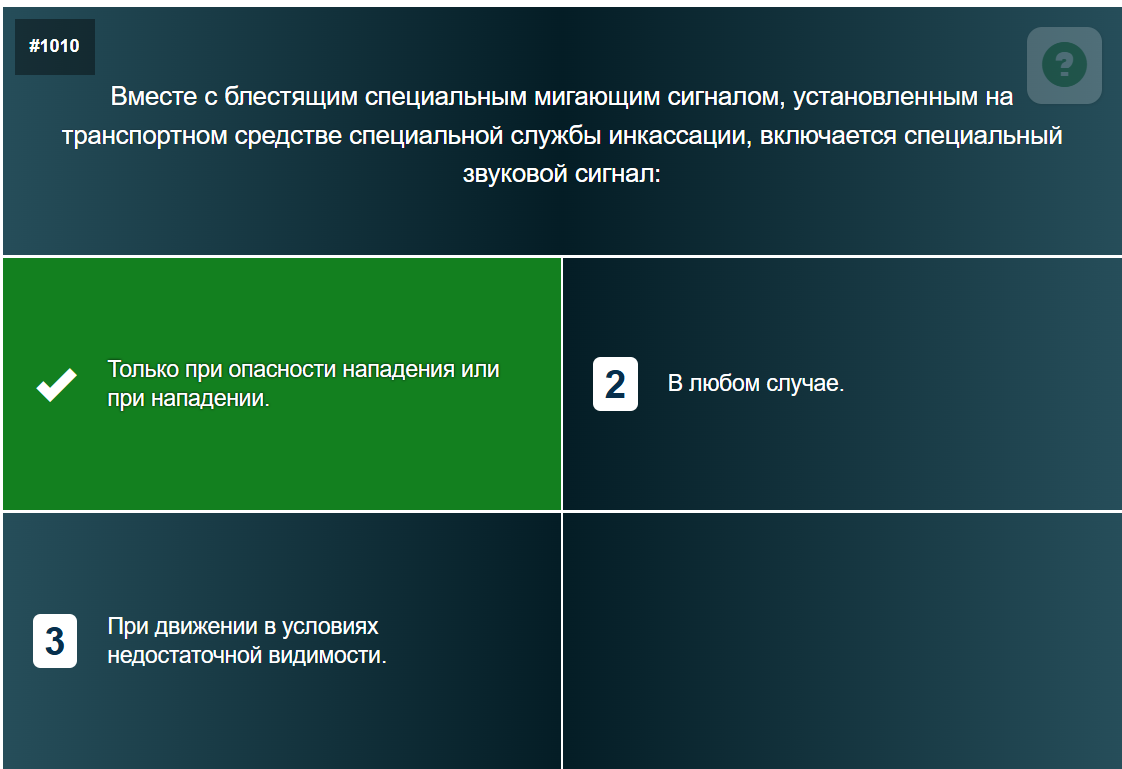 #1010
?
Вместе с блестящим специальным мигающим сигналом, установленным на
транспортном средстве специальной службы инкассации, включается специальный
звуковой сигнал:
Только при опасности нападения или
при нападении.
2
В любом случае.
3
При движении в условиях
недостаточной видимости.